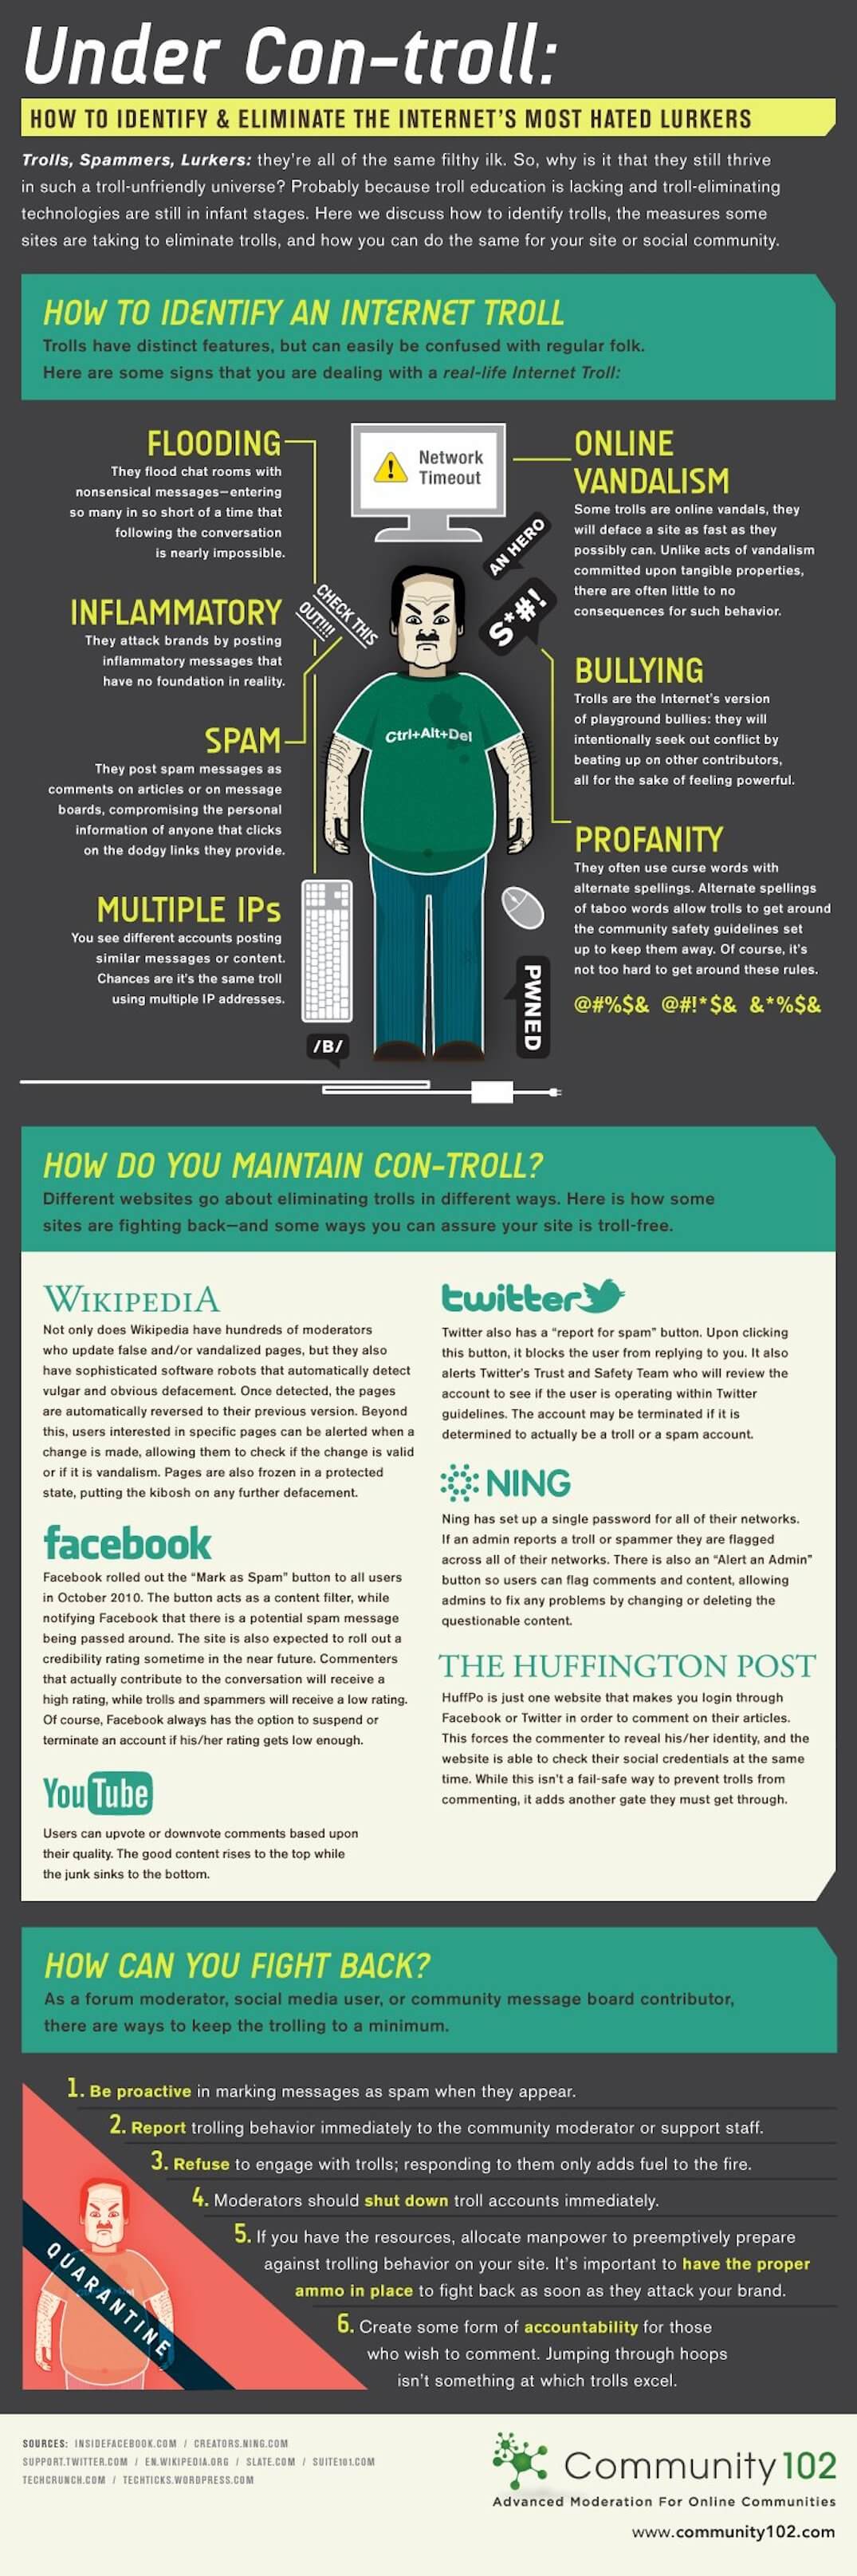 Under Con-troll:
HOW TO IDENTIFY & ELIMINATE THE INTERNET'S MOST HATED LURKERS
Trolls, Spammers, Lurkers: they're all of the same filthy ilk. So, why is it that they still thrive
in such a troll-unfriendly universe? Probably because troll education is lacking and troll-eliminating
technologies are still in infant stages. Here we discuss how to identify trolls, the measures some
sites are taking to eliminate trolls, and how you can do the same for your site or social community.
HOW TO IDENTIFY AN INTERNET TROLL
Trolls have distinct features, but can easily be confused with regular folk.
Here are some signs that you are dealing with a real-life Internet Troll:
FLOODING
They flood chat rooms with
nonsensical messages—entering
so many in so short of a time that
following the conversation
is nearly impossible.
INFLAMMATORY
They attack brands by posting
inflammatory messages that
have no foundation in reality.
SPAM
They post spam messages as
comments on articles or on message
boards, compromising the personal
information of anyone that clicks
on the dodgy links they provide.
MULTIPLE IPs
You see different accounts posting
similar messages or content.
Chances are it's the same troll
using multiple IP addresses.
Network
Timeout
AN HERO
CHECK THIS
OUT!!!!
S*#!
Ctrl+Alt+Del
PWNED
/B/
ONLINE
VANDALISM
Some trolls are online vandals, they
will deface a site as fast as they
possibly can. Unlike acts of vandalism
committed upon tangible properties,
there are often little to no
consequences for such behavior.
BULLYING
Trolls are the Internet's version
of playground bullies: they will
intentionally seek out conflict by
beating up on other contributors,
all for the sake of feeling powerful.
PROFANITY
They often use curse words with
alternate spellings. Alternate spellings
of taboo words allow trolls to get around
the community safety guidelines set
up to keep them away. Of course, it's
not too hard to get around these rules.
@#%$& @#!*$& &*%$&
HOW DO YOU MAINTAIN CON-TROLL?
Different websites go about eliminating trolls in different ways. Here is how some
sites are fighting back—and some ways you can assure your site is troll-free.
WIKIPEDIA
Not only does Wikipedia have hundreds of moderators
who update false and/or vandalized pages, but they also
have sophisticated software robots that automatically detect
vulgar and obvious defacement. Once detected, the pages
are automatically reversed to their previous version. Beyond
this, users interested in specific pages can be alerted when a
change is made, allowing them to check if the change is valid
or if it is vandalism. Pages are also frozen in a protected
state, putting the kibosh on any further defacement.
facebook
Facebook rolled out the "Mark as Spam" button to all users
in October 2010. The button acts as a content filter, while
notifying Facebook that there is a potential spam message
being passed around. The site is also expected to roll out a
credibility rating sometime in the near future. Commenters
that actually contribute to the conversation will receive a
high rating, while trolls and spammers will receive a low rating.
Of course, Facebook always has the option to suspend or
terminate an account if his/her rating gets low enough.
YouTube
Users can upvote or downvote comments based upon
their quality. The good content rises to the top while
the junk sinks to the bottom.
twitter
Twitter also has a "report for spam" button. Upon clicking
this button, it blocks the user from replying to you. It also
alerts Twitter's Trust and Safety Team who will review the
account to see if the user is operating within Twitter
guidelines. The account may be terminated if it is
determined to actually be a troll or a spam account.
NING
Ning has set up a single password for all of their networks.
If an admin reports a troll or spammer they are flagged
across all of their networks. There is also an "Alert an Admin"
button so users can flag comments and content, allowing
admins to fix any problems by changing or deleting the
questionable content.
THE HUFFINGTON POST
HuffPo is just one website that makes you login through
Facebook or Twitter in order to comment on their articles.
This forces the commenter to reveal his/her identity, and the
website is able to check their social credentials at the same
time. While this isn't a fail-safe way to prevent trolls from
commenting, it adds another gate they must get through.
HOW CAN YOU FIGHT BACK?
As a forum moderator, social media user, or community message board contributor,
there are ways to keep the trolling to a minimum.
1. Be proactive in marking messages as spam when they appear.
2. Report trolling behavior immediately to the community moderator or support staff.
3. Refuse to engage with trolls; responding to them only adds fuel to the fire.
4. Moderators should shut down troll accounts immediately.
5. If you have the resources, allocate manpower to preemptively prepare
against trolling behavior on your site. It's important to have the proper
ammo in place to fight back as soon as they attack your brand.
6. Create some form of accountability for those
who wish to comment. Jumping through hoops
isn't something at which trolls excel.
QUARANTINE
SOURCES: INSIDEFACEBOOK.COM / CREATORS.NING.COM
SUPPORT.TWITTER.COM / EN.WIKIPEDIA.ORG / SLATE.COM / SUITE101.COM
TECHCRUNCH.COM / TECHTICKS.WORDPRESS.COM
Community102
Advanced Moderation For Online Communities
www.community102.com